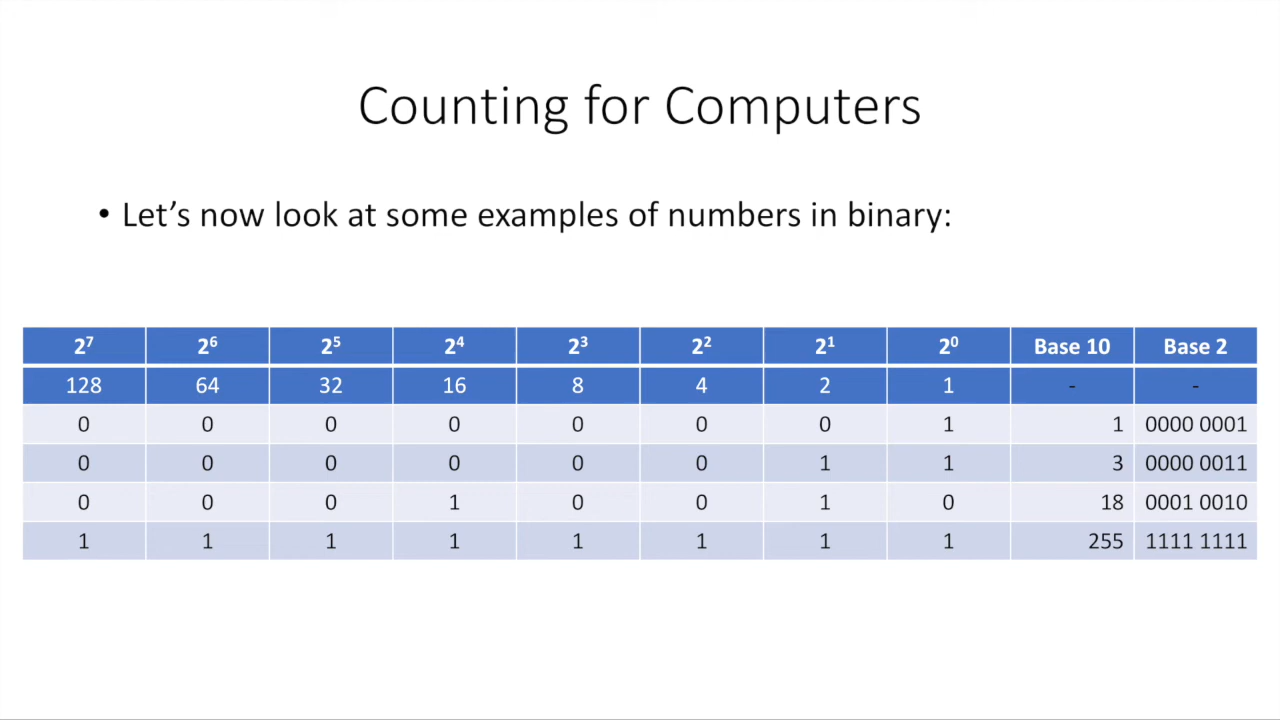 Counting for Computers
• Let’s now look at some examples of numbers in binary:
2⁷ 2⁶ 2⁵ 2⁴ 2³ 2² 2¹ 2⁰ Base 10 Base 2
128 64 32 16 8 4 2 1 - -
0 0 0 0 0 0 0 1 1 0000 0001
0 0 0 0 0 0 1 1 3 0000 0011
0 0 0 1 0 0 1 0 18 0001 0010
1 1 1 1 1 1 1 1 255 1111 1111